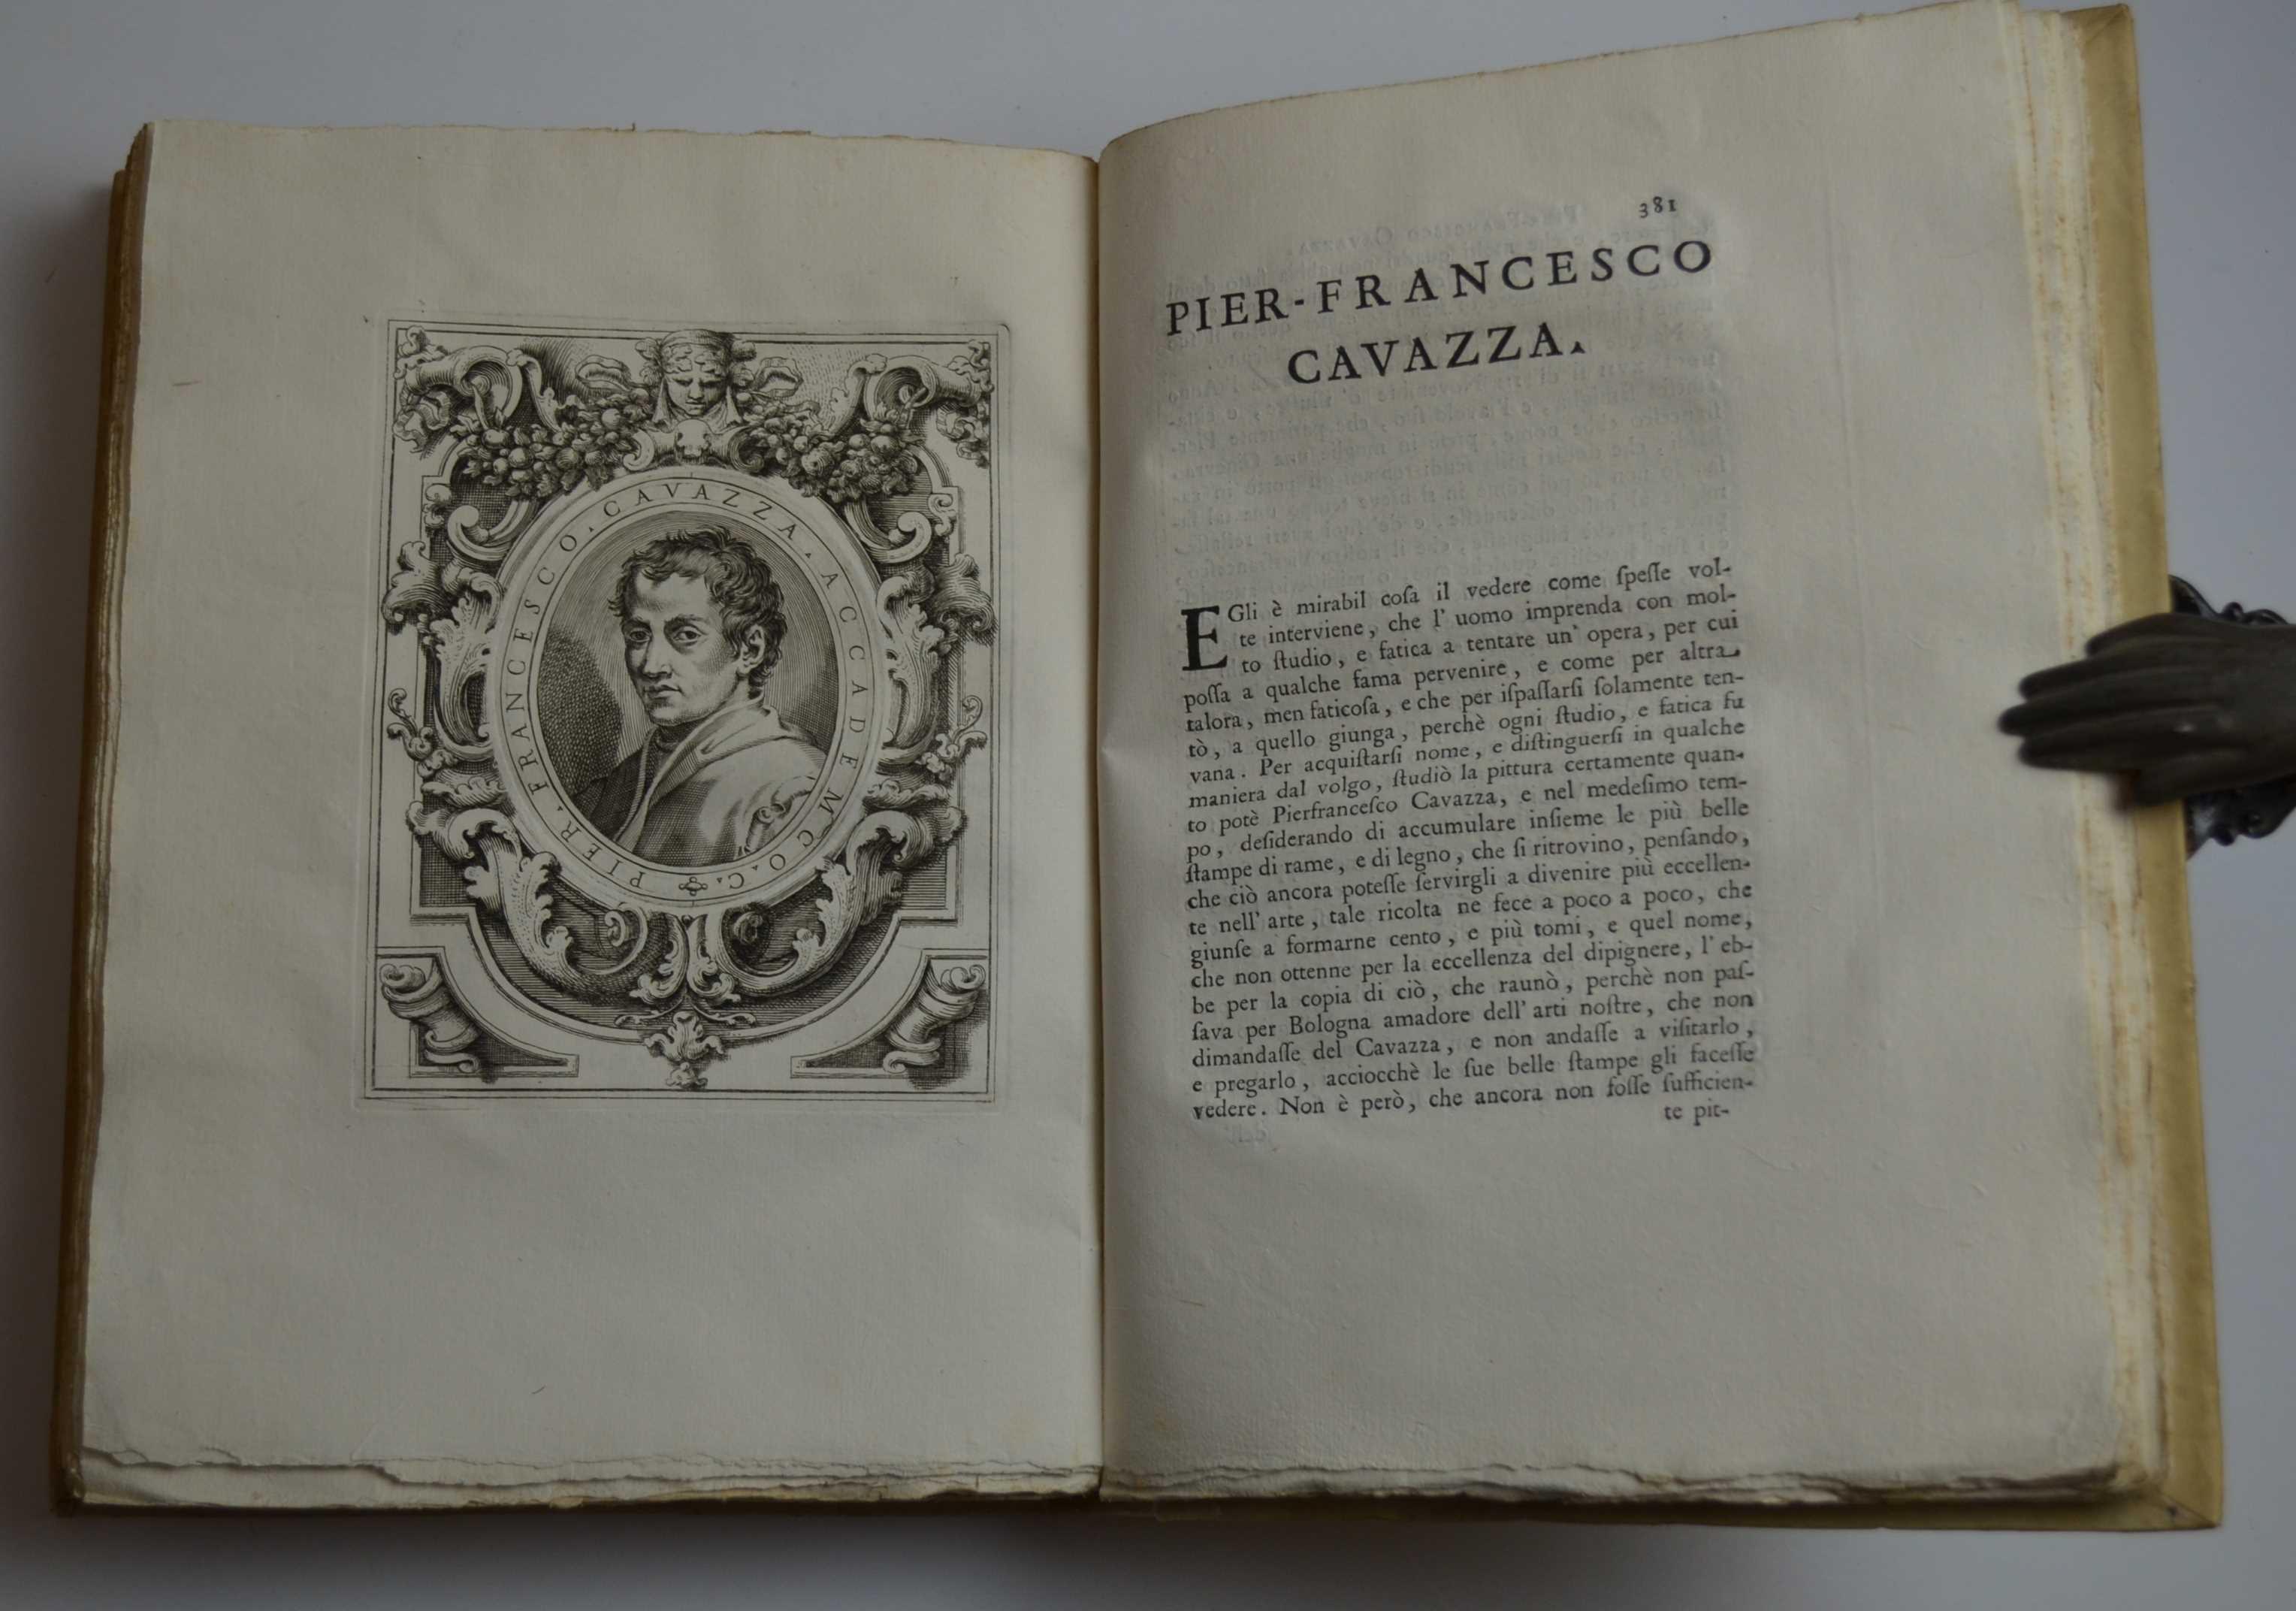 PIER. FRANCESCO. CAVAZZA. ACCADEMCO. C.
381
PIER-FRANCESCO
CAVAZZA.
EGli è mirabil coſa il vedere come ſpeſſe vol-
te interviene, che l' uomo imprenda con mol-
to ſtudio, e fatica a tentare un' opera, per cui
poſſa a qualche fama pervenire, e come per altra
talora, men faticoſa, e che per iſpaſſarſi ſolamente ten-
tò, a quello giunga, perchè ogni ſtudio, e fatica fu
vana. Per acquiſtarſi nome, e diſtinguerſi in qualche
maniera dal volgo, ſtudiò la pittura certamente quan-
to potè Pierfranceſco Cavazza, e nel medeſimo tem-
po, deſiderando di accumulare inſieme le più belle
ſtampe di rame, e di legno, che ſi ritrovino, penſando,
che ciò ancora poteſſe ſervirgli a divenire più eccellen-
te nell' arte, tale ricolta ne fece a poco a poco, che
giunſe a formarne cento, e più tomi, e quel nome,
che non ottenne per la eccellenza del dipignere, l' eb-
be per la copia di ciò, che raunò, perchè non paſ-
ſava per Bologna amadore dell' arti noſtre, che non
dimandaſſe del Cavazza, e non andaſſe a viſitarlo,
e pregarlo, acciocchè le ſue belle ſtampe gli faceſſe
vedere. Non è però, che ancora non foſſe ſufficien-
te pit-